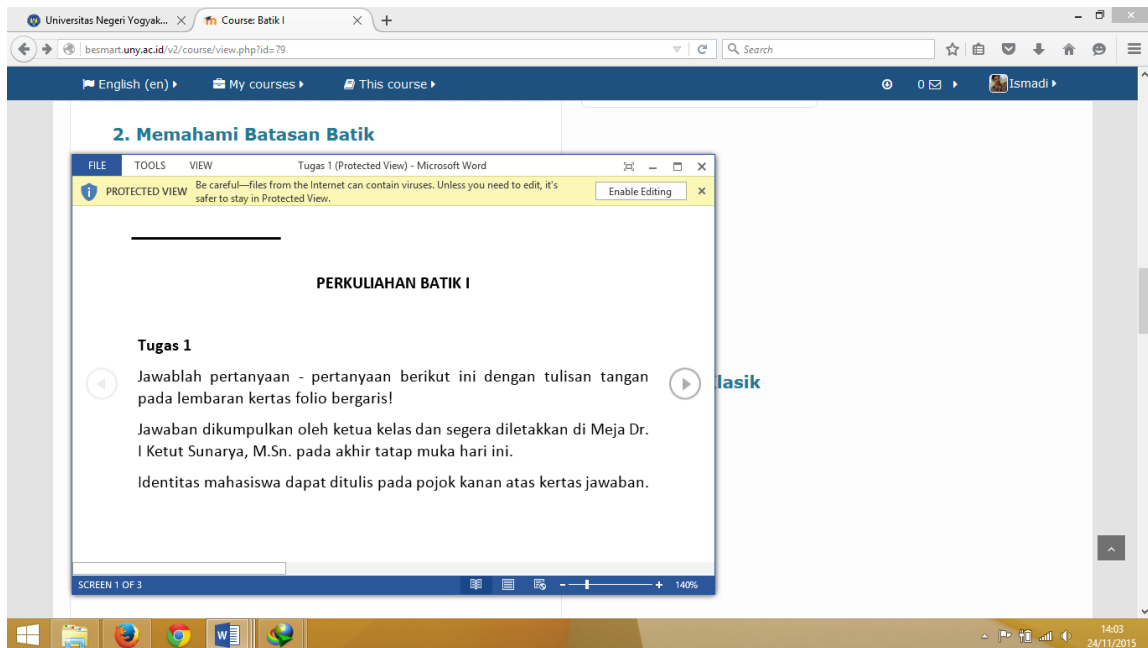 Universitas Negeri Yogyak...
Course: Batik I
besmart.uny.ac.id/v2/course/view.php?id=79
Search
English (en)
My courses
This course
0
Ismadi
2. Memahami Batasan Batik
FILE TOOLS VIEW Tugas 1 (Protected View) - Microsoft Word
PROTECTED VIEW Be careful—files from the Internet can contain viruses. Unless you need to edit, it's
safer to stay in Protected View.
Enable Editing
PERKULIAHAN BATIK I
Tugas 1
Jawablah pertanyaan - pertanyaan berikut ini dengan tulisan tangan
pada lembaran kertas folio bergaris!
Jawaban dikumpulkan oleh ketua kelas dan segera diletakkan di Meja Dr.
I Ketut Sunarya, M.Sn. pada akhir tatap muka hari ini.
Identitas mahasiswa dapat ditulis pada pojok kanan atas kertas jawaban.
lasik
SCREEN 1 OF 3
140%
14:03
24/11/2015